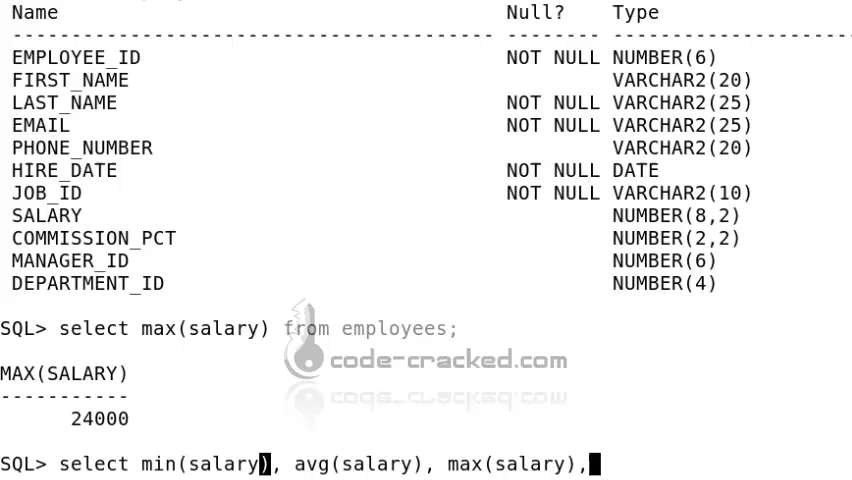 Name Null? Type
----------------------------------------- -------- ---------------------
EMPLOYEE_ID NOT NULL NUMBER(6)
FIRST_NAME VARCHAR2(20)
LAST_NAME NOT NULL VARCHAR2(25)
EMAIL NOT NULL VARCHAR2(25)
PHONE_NUMBER VARCHAR2(20)
HIRE_DATE NOT NULL DATE
JOB_ID NOT NULL VARCHAR2(10)
SALARY NUMBER(8,2)
COMMISSION_PCT NUMBER(2,2)
MANAGER_ID NUMBER(6)
DEPARTMENT_ID NUMBER(4)
SQL> select max(salary) from employees;
code-cracked.com
MAX(SALARY)
-----------
24000
SQL> select min(salary), avg(salary), max(salary),